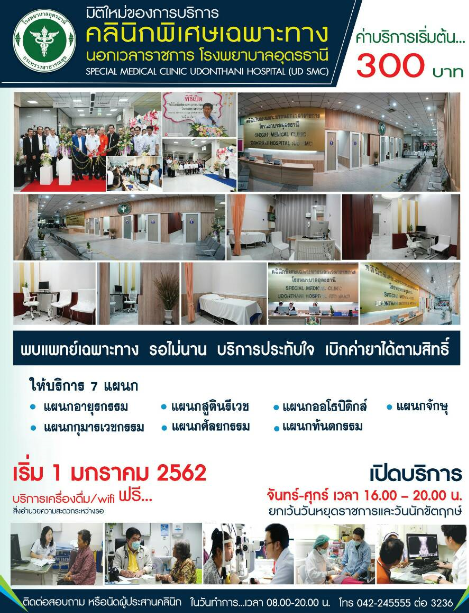 มิติใหม่ของการบริการ
คลินิกพิเศษเฉพาะทาง
นอกเวลาราชการ โรงพยาบาลอุดรธานี
SPECIAL MEDICAL CLINIC UDONTHANI HOSPITAL (UD SMC)
ค่าบริการเริ่มต้น...
300 บาท
พบแพทย์เฉพาะทาง รอไม่นาน บริการประทับใจ เบิกค่ายาได้ตามสิทธิ์
ให้บริการ 7 แผนก
• แผนกอายุรกรรม • แผนกสูตินรีเวช • แผนกออโธปิดิกส์ • แผนกจักษุ
• แผนกกุมารเวชกรรม • แผนกศัลยกรรม • แผนกทันตกรรม
เริ่ม 1 มกราคม 2562
บริการเครื่องดื่ม/wifi ฟรี...
สิ่งอำนวยความสะดวกระหว่างรอ
เปิดบริการ
จันทร์-ศุกร์ เวลา 16.00 – 20.00 น.
ยกเว้นวันหยุดราชการและวันนักขัตฤกษ์
ติดต่อสอบถาม หรือนัดผู้ประสานคลินิก ในวันทำการ...เวลา 08.00-20.00 น. โทร 042-245555 ต่อ 3236